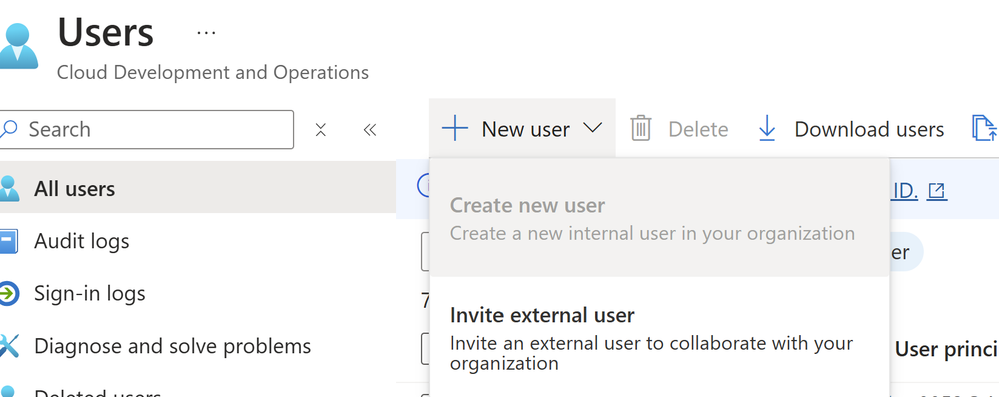 Users ...
Cloud Development and Operations
Search
New user
Delete
Download users
All users
ID.
Create new user
Create a new internal user in your organization
Audit logs
er
Sign-in logs
7
Invite external user
Invite an external user to collaborate with your
organization
Diagnose and solve problems
User princi
Deleted users